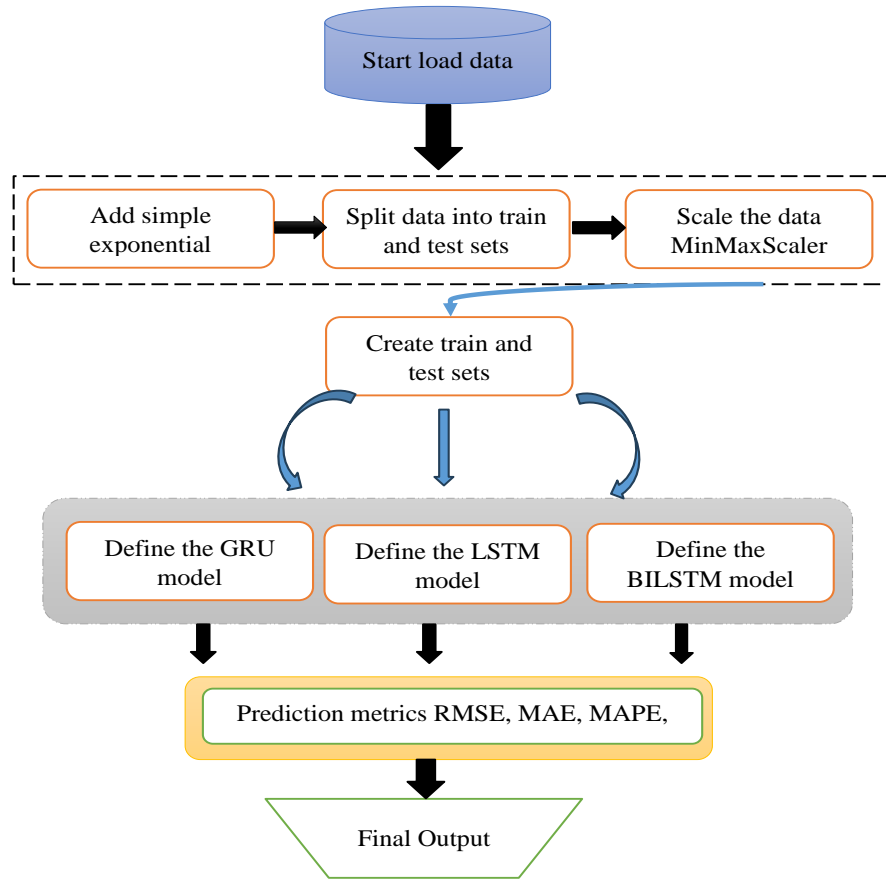 Start load data
Add simple
exponential
Split data into train
and test sets
Scale the data
MinMaxScaler
Create train and
test sets
Define the GRU
model
Define the LSTM
model
Define the
BILSTM model
Prediction metrics RMSE, MAE, MAPE,
Final Output